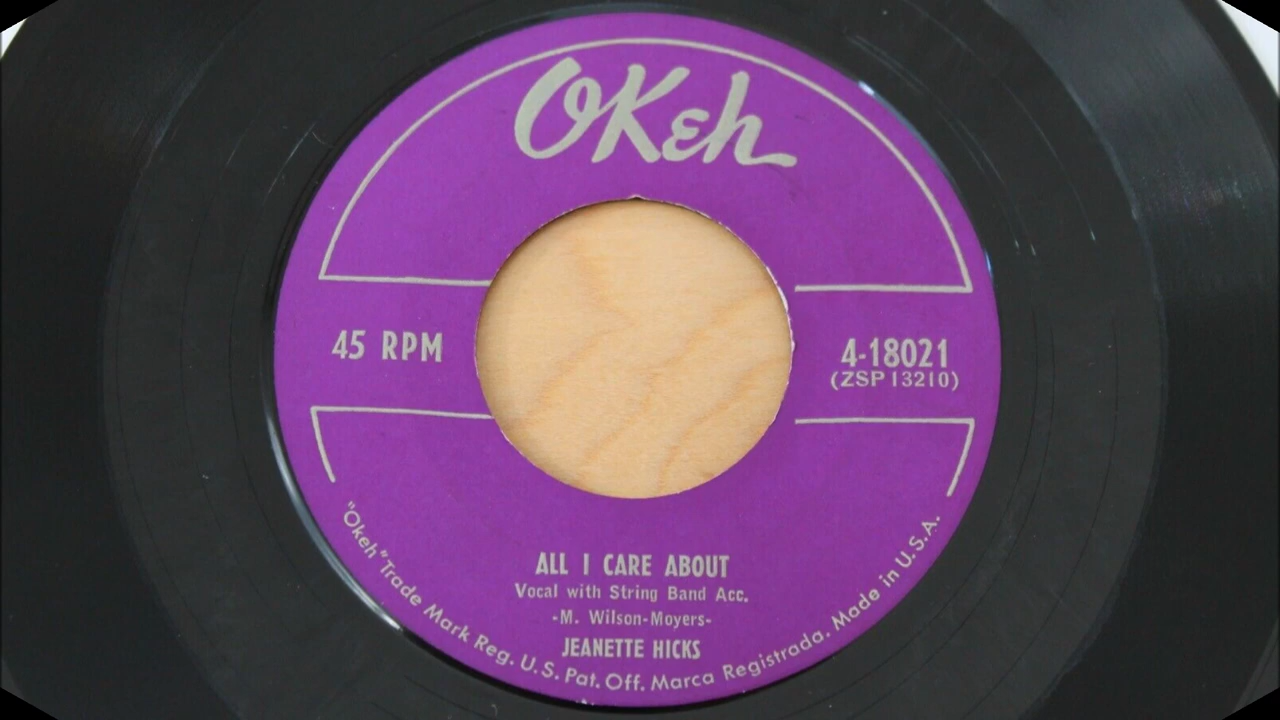 OKeh
45 RPM
4-18021
(ZSP 13210)
ALL I CARE ABOUT
Vocal with String Band Acc.
-M. Wilson-Moyers-
JEANETTE HICKS
"Okeh" Trade Mark Reg. U.S. Pat. Off. Marca Registrada. Made in U.S.A.